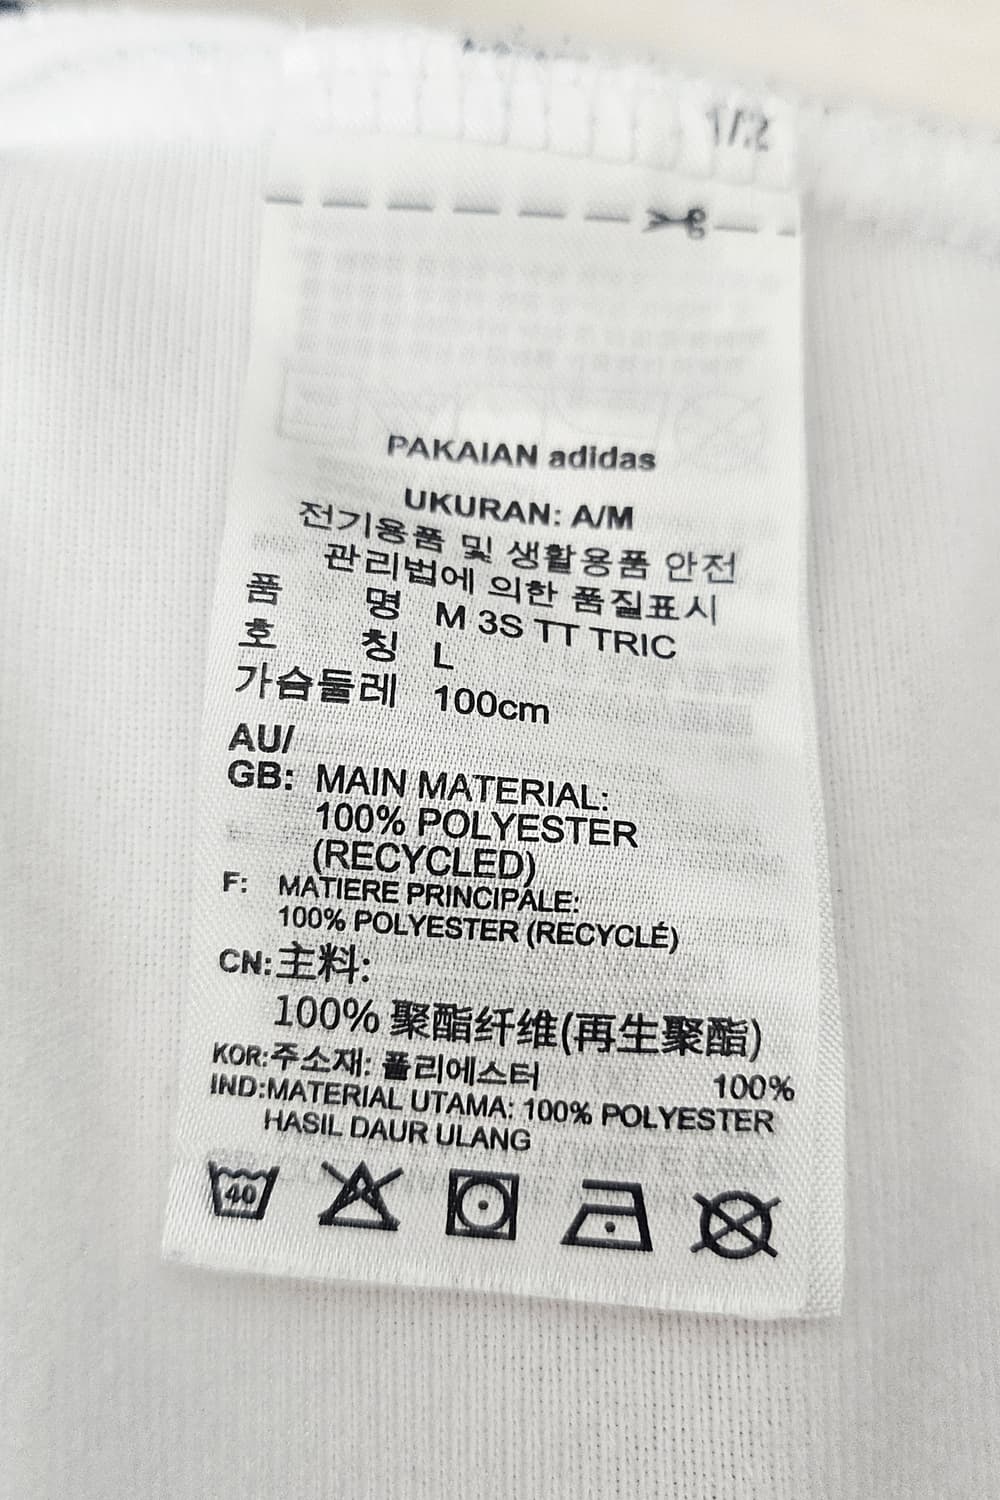 1/2
PAKAIAN adidas
UKURAN: A/M
전기용품 및 생활용품 안전
관리법에 의한 품질표시
품 명 M 3S TT TRIC
호 칭 L
가슴둘레 100cm
AU/
GB: MAIN MATERIAL:
100% POLYESTER
(RECYCLED)
F: MATIERE PRINCIPALE:
100% POLYESTER (RECYCLÉ)
CN:主料:
100% 聚酯纤维(再生聚酯)
KOR:주소재: 폴리에스터 100%
IND:MATERIAL UTAMA: 100% POLYESTER
HASIL DAUR ULANG
40